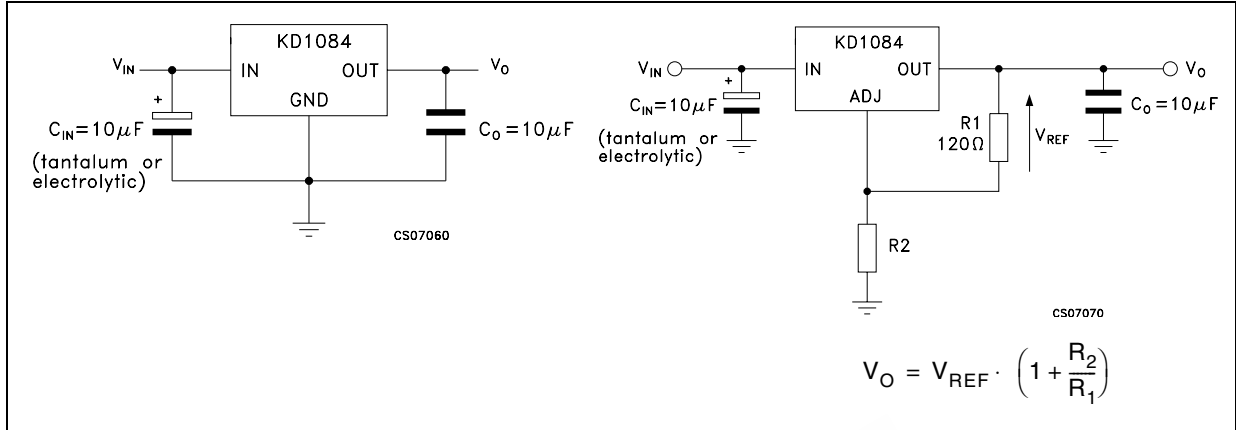 KD1084
V_IN
IN
OUT
V_O
GND
+
C_IN=10μF
(tantalum or
electrolytic)
C_O=10μF
CS07060
KD1084
V_IN
IN
OUT
V_O
ADJ
+
C_IN=10μF
(tantalum or
electrolytic)
R1
120Ω
V_REF
C_O=10μF
R2
CS07070
V_O = V_REF · (1 + R_2/R_1)